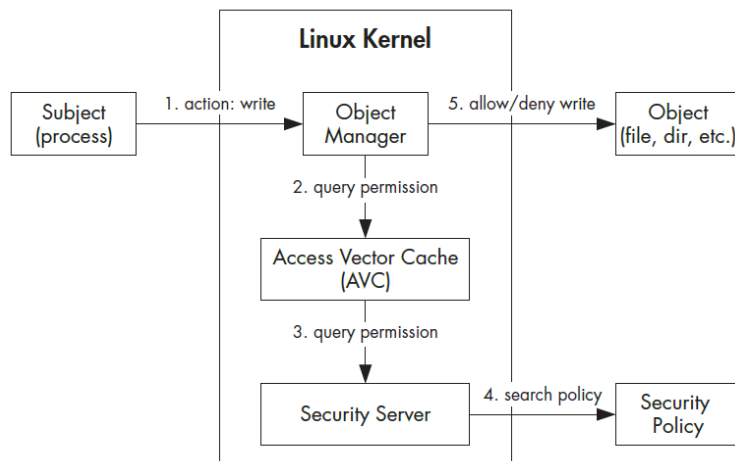 Linux Kernel
Subject
(process)
1. action: write
Object
Manager
5. allow/deny write
Object
(file, dir, etc.)
2. query permission
Access Vector Cache
(AVC)
3. query permission
Security Server
4. search policy
Security
Policy